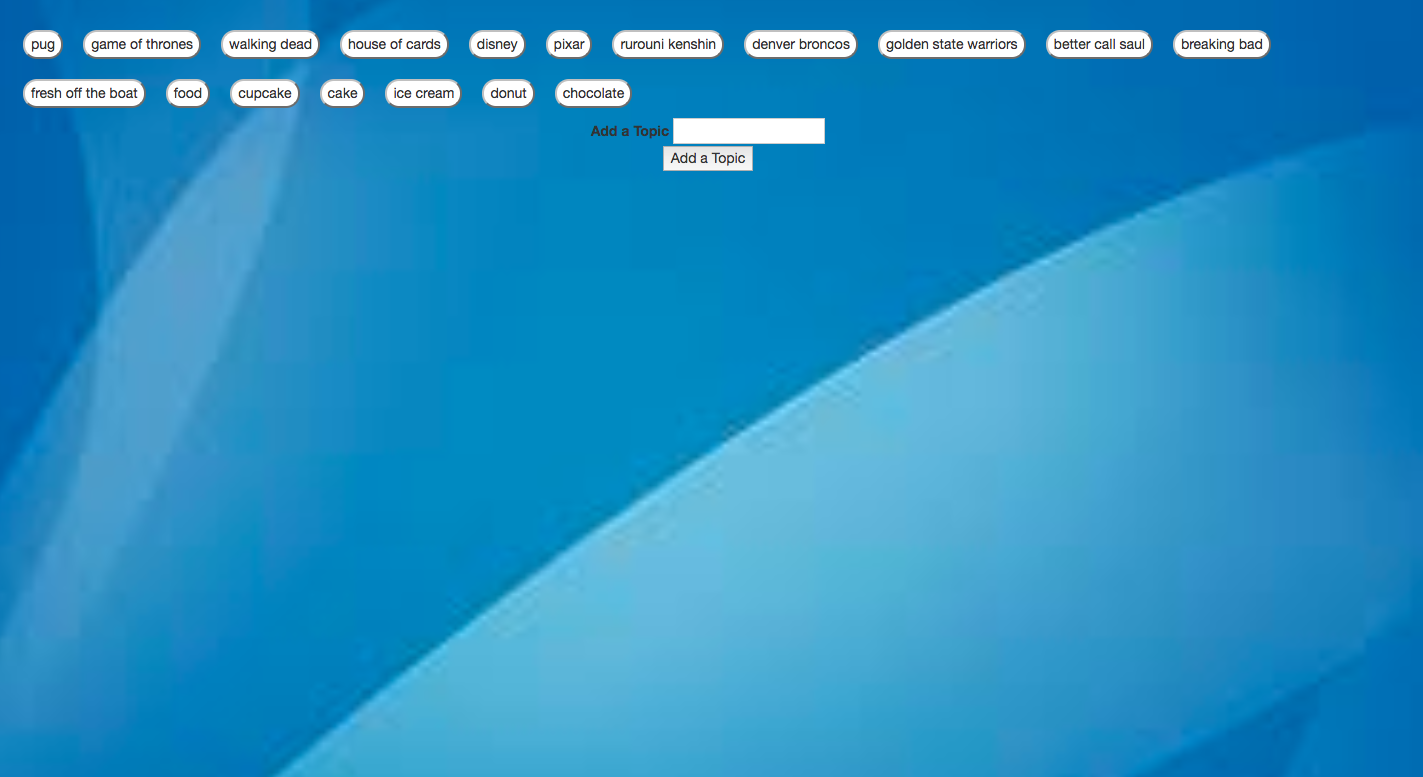 pug game of thrones walking dead house of cards disney pixar rurouni kenshin denver broncos golden state warriors better call saul breaking bad
fresh off the boat food cupcake cake ice cream donut chocolate
Add a Topic
Add a Topic